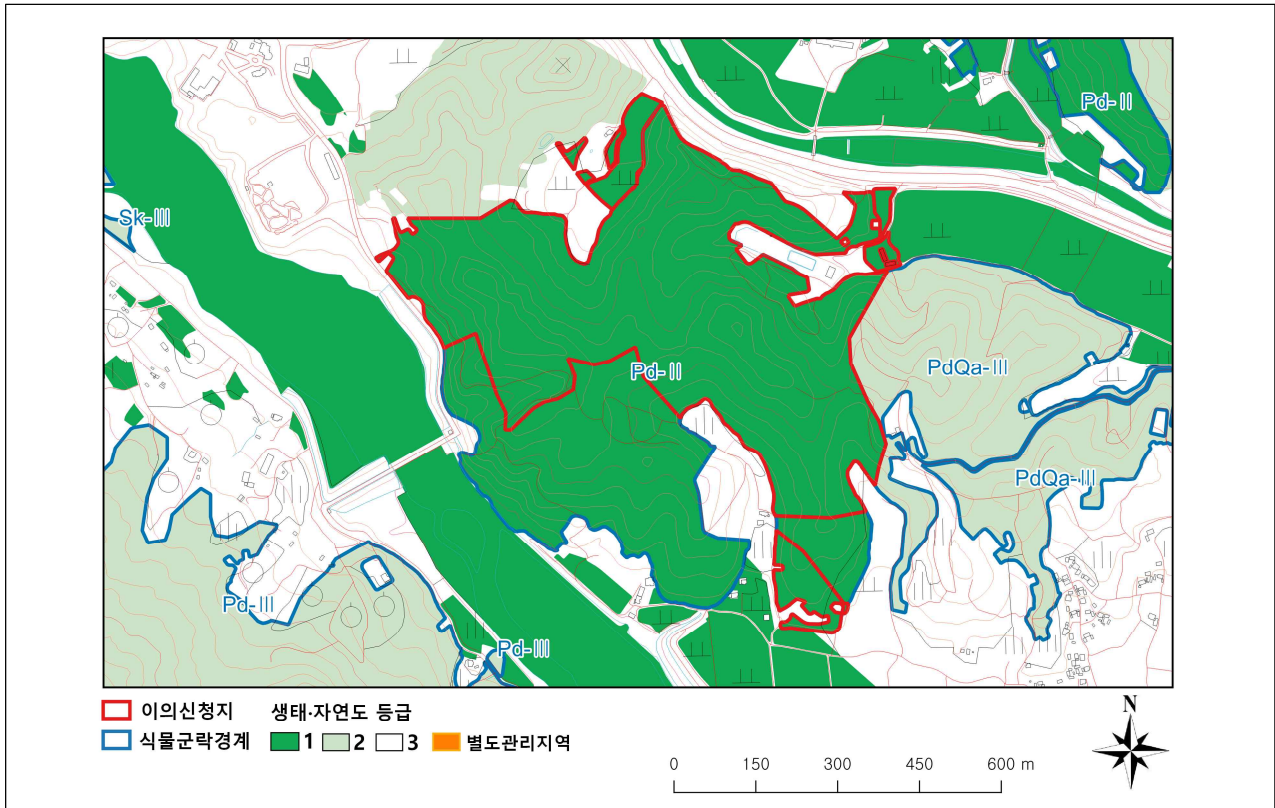 Pd-II
Sk-III
Pd-II
PdQa-III
PdQa-III
Pd-III
Pd-III
이의신청지 생태·자연도 등급
식물군락경계 1 2 3 별도관리지역
N
0 150 300 450 600 m